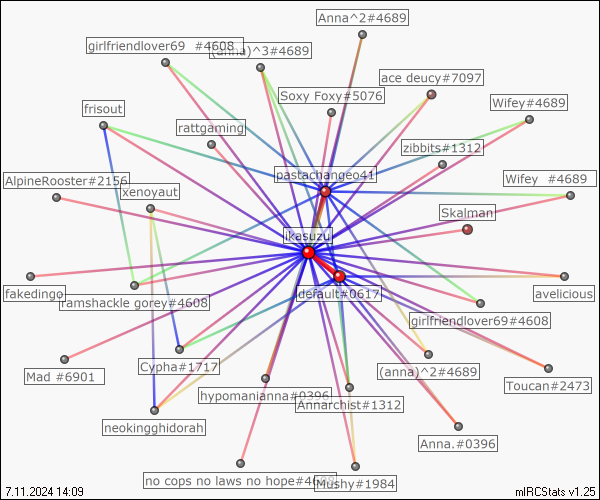 Anna^2#4689
girlfriendlover69 #4608
(anna)^3#4689
ace deucy#7097
Soxy Foxy#5076
Wifey#4689
frisout
rattgaming
zibbits#1312
pastachangeo41
AlpineRooster#2156
xenoyaut
Wifey #4689
Skalman
ikasuzu
fakedingo
ramshackle gorey#4608
default#0617
avelicious
girlfriendlover69#4608
Cypha#1717
Mad #6901
(anna)^2#4689
Toucan#2473
hypomanianna#0396
Annarchist#1312
neokingghidorah
Anna.#0396
no cops no laws no hope#4688
Mushy#1984
7.11.2024 14:09
mIRCStats v1.25